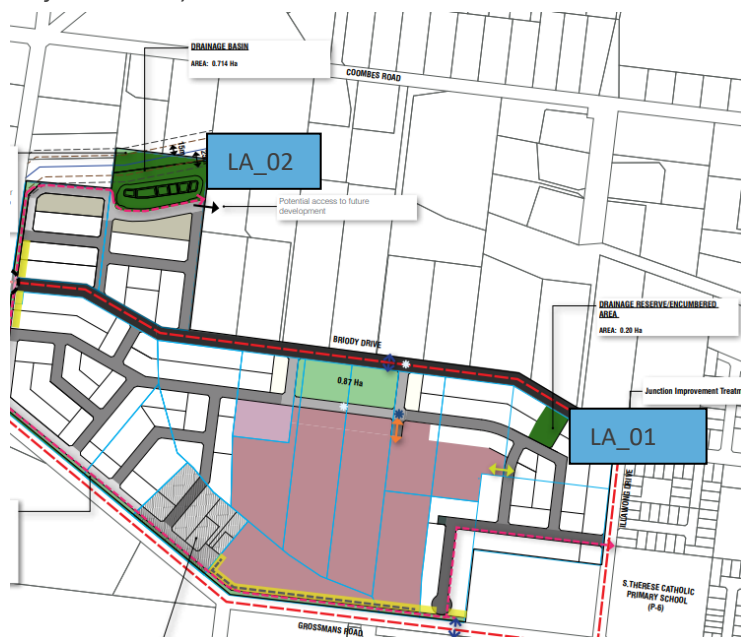 DRAINAGE BASIN
AREA: 0.714 Ha
COOMBES ROAD
LA_02
Potential access to future
development
DRAINAGE RESERVE/ENCUMBERED
AREA
AREA: 0.20 Ha
BRIODY DRIVE
0.87 Ha
Junction Improvement Treatm
LA_01
ILLAWONG DRIVE
S.THERESE CATHOLIC
PRIMARY SCHOOL
(P-6)
GROSSMANS ROAD